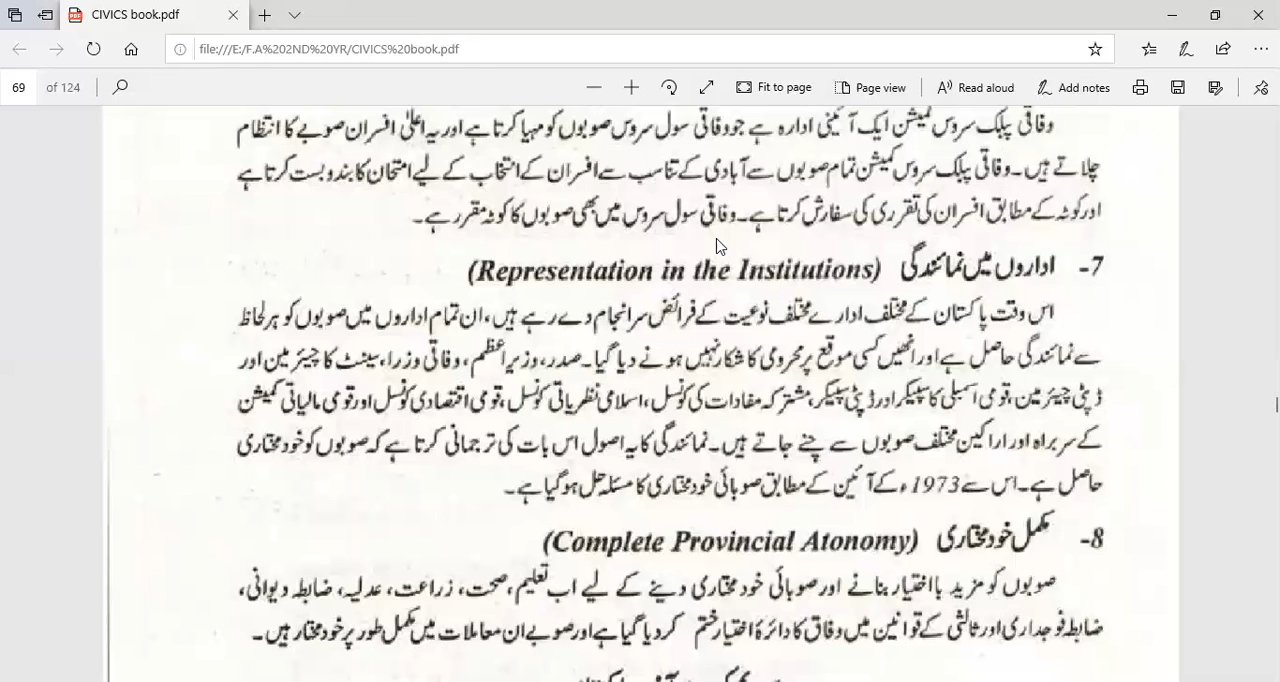 CIVICS book.pdf
file:///E:/F.A%202ND%20YR/CIVICS%20book.pdf
69 of 124 Fit to page Page view Read aloud Add notes
وفاقی پبلک سروس کمیشن ایک آئینی ادارہ ہے جو وفاقی سول سروس صوبوں کو مہیا کرتا ہے اور یہ اعلیٰ افسران صوبے کا انتظام
چلاتے ہیں۔ وفاقی پبلک سروس کمیشن تمام صوبوں سے آبادی کے تناسب سے افسران کے انتخاب کے لیے امتحان کا بندوبست کرتا ہے
اور کوٹہ کے مطابق افسران کی تقرری کی سفارش کرتا ہے۔ وفاقی سول سروس میں بھی صوبوں کا کوٹہ مقرر ہے۔
7- اداروں میں نمائندگی (Representation in the Institutions)
اس وقت پاکستان کے مختلف ادارے مختلف نوعیت کے فرائض سرانجام دے رہے ہیں، ان تمام اداروں میں صوبوں کو ہر لحاظ
سے نمائندگی حاصل ہے اور انھیں کسی موقع پر محرومی کا شکار نہیں ہونے دیا گیا۔ صدر، وزیراعظم، وفاقی وزرا، سینٹ کا چیئرمین اور
ڈپٹی چیئرمین، قومی اسمبلی کا سپیکر اور ڈپٹی سپیکر، مشترکہ مفادات کی کونسل، اسلامی نظریاتی کونسل، قومی اقتصادی کونسل اور قومی مالیاتی کمیشن
کے سربراہ اور اراکین مختلف صوبوں سے چنے جاتے ہیں۔ نمائندگی کا یہ اصول اس بات کی ترجمانی کرتا ہے کہ صوبوں کو خود مختاری
حاصل ہے۔ اس سے 1973ء کے آئین کے مطابق صوبائی خود مختاری کا مسئلہ حل ہو گیا ہے۔
8- مکمل خود مختاری (Complete Provincial Atonomy)
صوبوں کو مزید بااختیار بنانے اور صوبائی خود مختاری دینے کے لیے اب تعلیم، صحت، زراعت، عدلیہ، ضابطہ دیوانی،
ضابطہ فوجداری اور ثالثی کے قوانین میں وفاق کا دائرۂ اختیار ختم کر دیا گیا ہے اور صوبے ان معاملات میں مکمل طور پر خود مختار ہیں۔